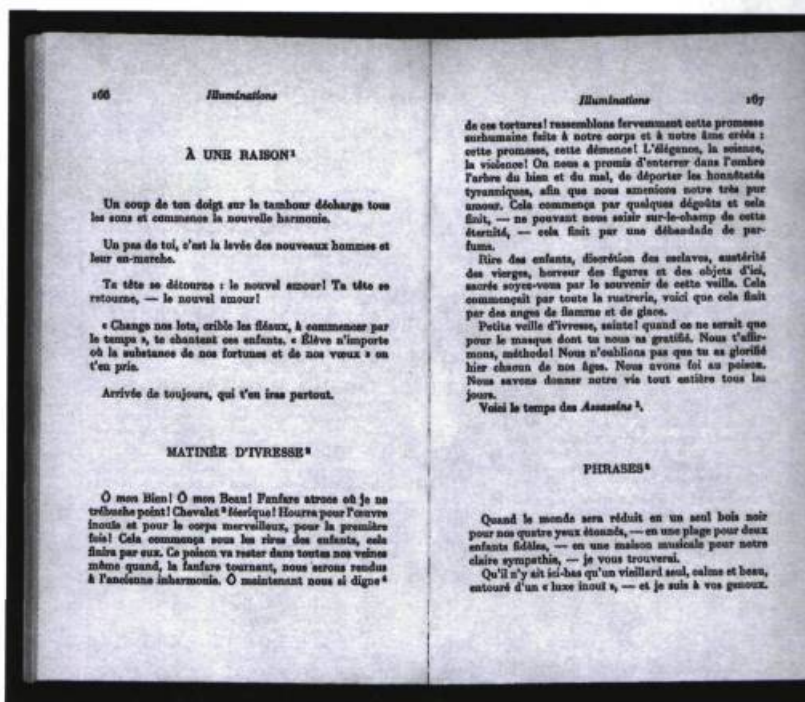 166
Illuminations
À UNE RAISON¹
Un coup de ton doigt sur le tambour décharge tous
les sons et commence la nouvelle harmonie.
Un pas de toi, c'est la levée des nouveaux hommes et
leur en-marche.
Ta tête se détourne : le nouvel amour! Ta tête se
retourne, — le nouvel amour!
« Change nos lots, crible les fléaux, à commencer par
le temps », te chantent ces enfants. « Élève n'importe
où la substance de nos fortunes et de nos vœux » on
t'en prie.
Arrivée de toujours, qui t'en iras partout.
MATINÉE D'IVRESSE²
Ô mon Bien! Ô mon Beau! Fanfare atroce où je ne
trébuche point! Chevalet³ féerique! Hourra pour l'œuvre
inouïe et pour le corps merveilleux, pour la première
fois! Cela commença sous les rires des enfants, cela
finira par eux. Ce poison va rester dans toutes nos veines
même quand, la fanfare tournant, nous serons rendus
à l'ancienne inharmonie. Ô maintenant nous si digne⁴
Illuminations
167
de ces tortures! rassemblons fervemment cette promesse
surhumaine faite à notre corps et à notre âme créés :
cette promesse, cette démence! L'élégance, la science,
la violence! On nous a promis d'enterrer dans l'ombre
l'arbre du bien et du mal, de déporter les honnêtetés
tyranniques, afin que nous amenions notre très pur
amour. Cela commença par quelques dégoûts et cela
finit, — ne pouvant nous saisir sur-le-champ de cette
éternité, — cela finit par une débandade de par-
fums.
Rire des enfants, discrétion des esclaves, austérité
des vierges, horreur des figures et des objets d'ici,
sacrés soyez-vous par le souvenir de cette veille. Cela
commençait par toute la rustrerie, voici que cela finit
par des anges de flamme et de glace.
Petite veille d'ivresse, sainte! quand ce ne serait que
pour le masque dont tu nous as gratifié. Nous t'affir-
mons, méthode! Nous n'oublions pas que tu as glorifié
hier chacun de nos âges. Nous avons foi au poison.
Nous savons donner notre vie tout entière tous les
jours.
Voici le temps des Assassins¹.
PHRASES²
Quand le monde sera réduit en un seul bois noir
pour nos quatre yeux étonnés, — en une plage pour deux
enfants fidèles, — en une maison musicale pour notre
claire sympathie, — je vous trouverai.
Qu'il n'y ait ici-bas qu'un vieillard seul, calme et beau,
entouré d'un « luxe inouï », — et je suis à vos genoux.